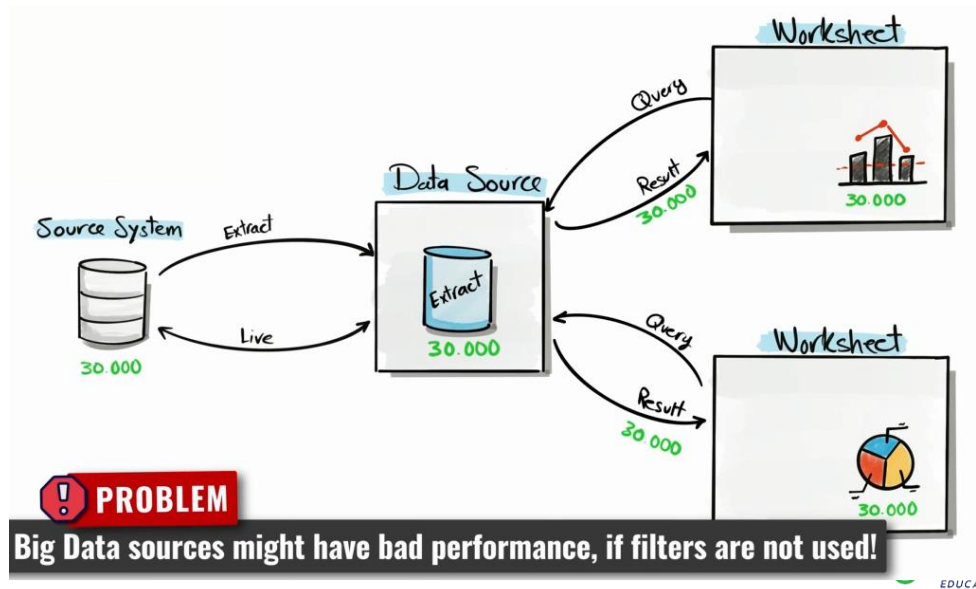 Worksheet
Query
Result
30.000
30.000
Data Source
Extract
30.000
Source System
Extract
Live
30.000
Worksheet
Query
Result
30.000
30.000
PROBLEM
Big Data sources might have bad performance, if filters are not used!